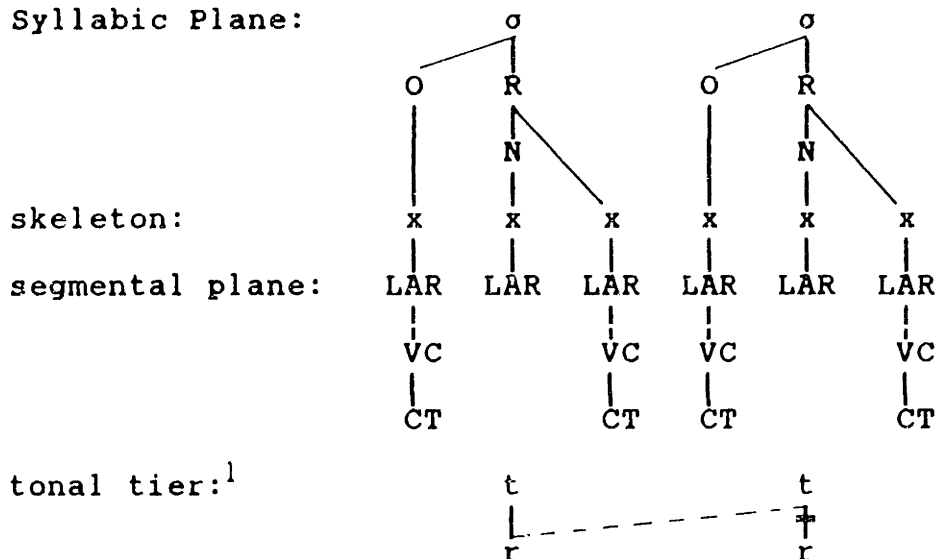 Syllabic Plane: σ σ
O R O R
N N
skeleton: x x x x x x
segmental plane: LAR LAR LAR LAR LAR LAR
VC VC VC VC
CT CT CT CT
tonal tier:1 t t
r r